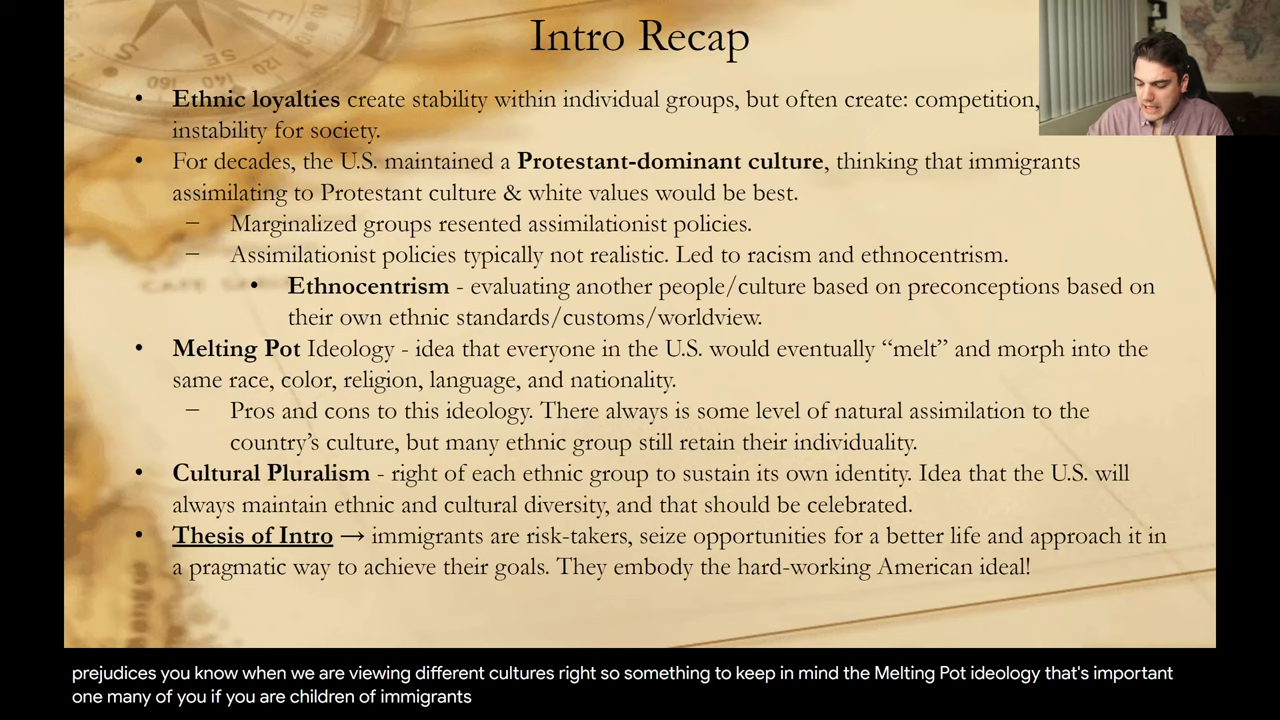 Intro Recap
• Ethnic loyalties create stability within individual groups, but often create: competition,
instability for society.
• For decades, the U.S. maintained a Protestant-dominant culture, thinking that immigrants
assimilating to Protestant culture & white values would be best.
– Marginalized groups resented assimilationist policies.
– Assimilationist policies typically not realistic. Led to racism and ethnocentrism.
• Ethnocentrism - evaluating another people/culture based on preconceptions based on
their own ethnic standards/customs/worldview.
• Melting Pot Ideology - idea that everyone in the U.S. would eventually “melt” and morph into the
same race, color, religion, language, and nationality.
– Pros and cons to this ideology. There always is some level of natural assimilation to the
country’s culture, but many ethnic group still retain their individuality.
• Cultural Pluralism - right of each ethnic group to sustain its own identity. Idea that the U.S. will
always maintain ethnic and cultural diversity, and that should be celebrated.
• Thesis of Intro → immigrants are risk-takers, seize opportunities for a better life and approach it in
a pragmatic way to achieve their goals. They embody the hard-working American ideal!
prejudices you know when we are viewing different cultures right so something to keep in mind the Melting Pot ideology that's important
one many of you if you are children of immigrants